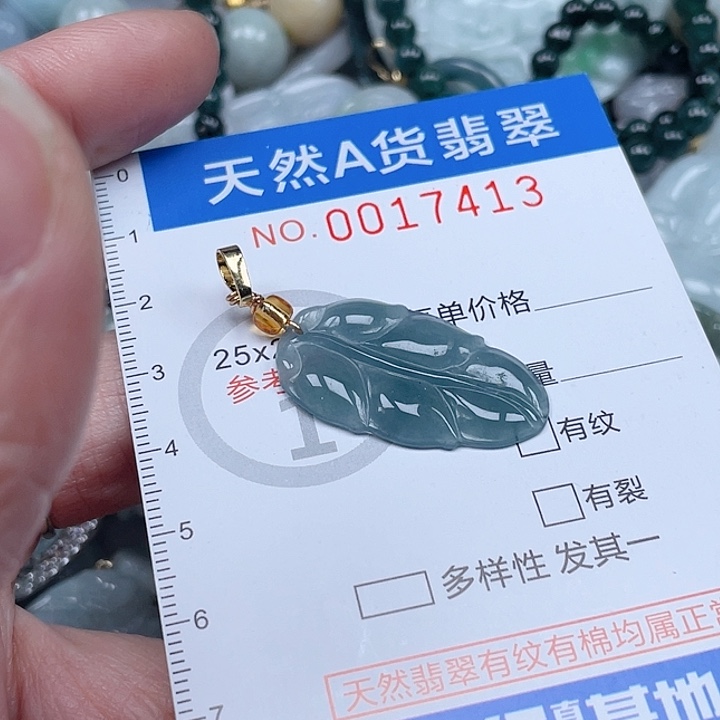 天然A货翡翠
NO.0017413
0
1
2
3
4
5
6
7
单价格
25x2
参考
量
有纹
有裂
多样性 发其一
天然翡翠有纹有棉均属正常
基地